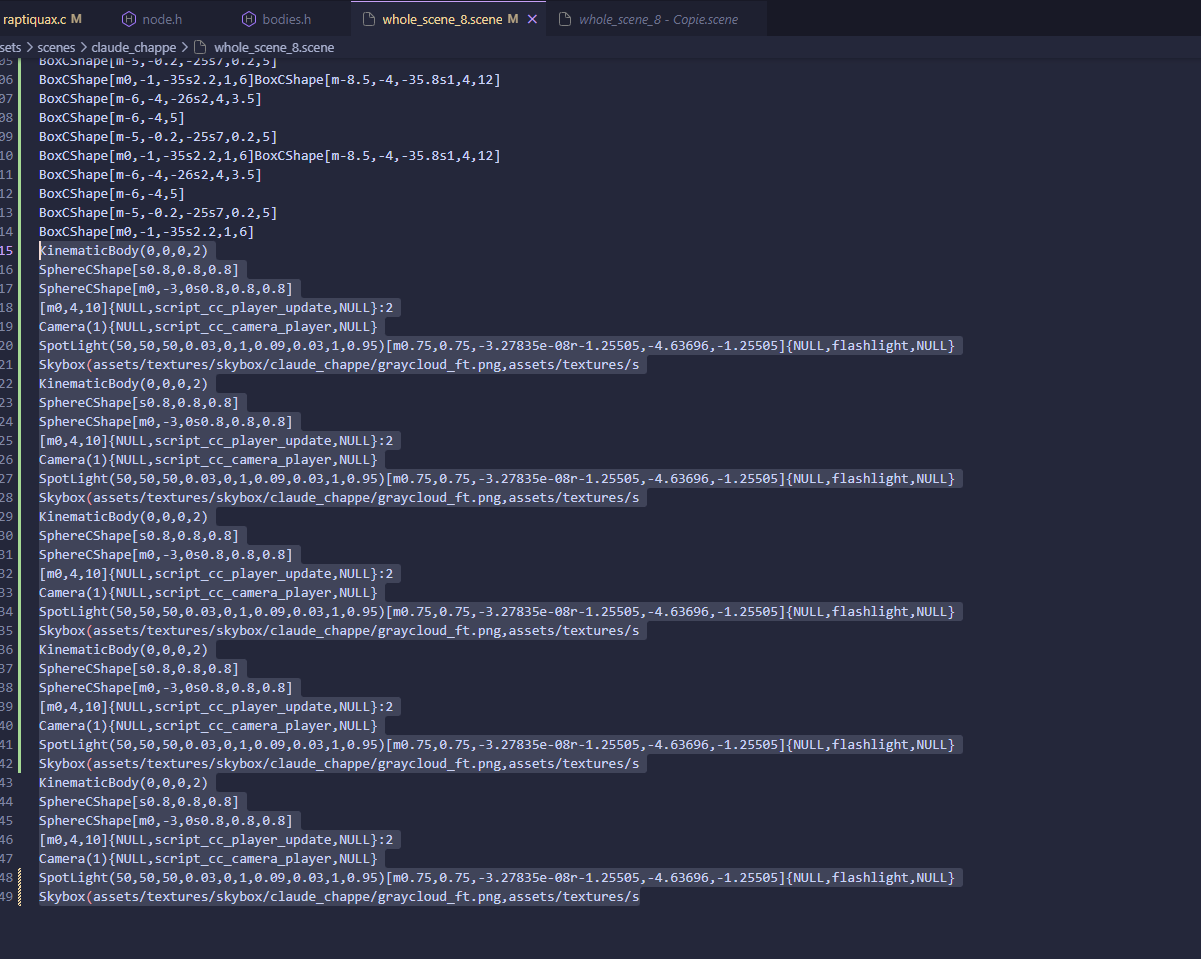 raptiquax.c M
node.h
bodies.h
whole_scene_8.scene M
whole_scene_8 - Copie.scene
sets > scenes > claude_chappe > whole_scene_8.scene
05 BoxCShape[m-5,-0.2,-25s7,0.2,5]
06 BoxCShape[m0,-1,-35s2.2,1,6]BoxCShape[m-8.5,-4,-35.8s1,4,12]
07 BoxCShape[m-6,-4,-26s2,4,3.5]
08 BoxCShape[m-6,-4,5]
09 BoxCShape[m-5,-0.2,-25s7,0.2,5]
10 BoxCShape[m0,-1,-35s2.2,1,6]BoxCShape[m-8.5,-4,-35.8s1,4,12]
11 BoxCShape[m-6,-4,-26s2,4,3.5]
12 BoxCShape[m-6,-4,5]
13 BoxCShape[m-5,-0.2,-25s7,0.2,5]
14 BoxCShape[m0,-1,-35s2.2,1,6]
15 KinematicBody(0,0,0,2)
16 SphereCShape[s0.8,0.8,0.8]
17 SphereCShape[m0,-3,0s0.8,0.8,0.8]
18 [m0,4,10]{NULL,script_cc_player_update,NULL}:2
19 Camera(1){NULL,script_cc_camera_player,NULL}
20 SpotLight(50,50,50,0.03,0,1,0.09,0.03,1,0.95)[m0.75,0.75,-3.27835e-08r-1.25505,-4.63696,-1.25505]{NULL,flashlight,NULL}
21 Skybox(assets/textures/skybox/claude_chappe/graycloud_ft.png,assets/textures/s
22 KinematicBody(0,0,0,2)
23 SphereCShape[s0.8,0.8,0.8]
24 SphereCShape[m0,-3,0s0.8,0.8,0.8]
25 [m0,4,10]{NULL,script_cc_player_update,NULL}:2
26 Camera(1){NULL,script_cc_camera_player,NULL}
27 SpotLight(50,50,50,0.03,0,1,0.09,0.03,1,0.95)[m0.75,0.75,-3.27835e-08r-1.25505,-4.63696,-1.25505]{NULL,flashlight,NULL}
28 Skybox(assets/textures/skybox/claude_chappe/graycloud_ft.png,assets/textures/s
29 KinematicBody(0,0,0,2)
30 SphereCShape[s0.8,0.8,0.8]
31 SphereCShape[m0,-3,0s0.8,0.8,0.8]
32 [m0,4,10]{NULL,script_cc_player_update,NULL}:2
33 Camera(1){NULL,script_cc_camera_player,NULL}
34 SpotLight(50,50,50,0.03,0,1,0.09,0.03,1,0.95)[m0.75,0.75,-3.27835e-08r-1.25505,-4.63696,-1.25505]{NULL,flashlight,NULL}
35 Skybox(assets/textures/skybox/claude_chappe/graycloud_ft.png,assets/textures/s
36 KinematicBody(0,0,0,2)
37 SphereCShape[s0.8,0.8,0.8]
38 SphereCShape[m0,-3,0s0.8,0.8,0.8]
39 [m0,4,10]{NULL,script_cc_player_update,NULL}:2
40 Camera(1){NULL,script_cc_camera_player,NULL}
41 SpotLight(50,50,50,0.03,0,1,0.09,0.03,1,0.95)[m0.75,0.75,-3.27835e-08r-1.25505,-4.63696,-1.25505]{NULL,flashlight,NULL}
42 Skybox(assets/textures/skybox/claude_chappe/graycloud_ft.png,assets/textures/s
43 KinematicBody(0,0,0,2)
44 SphereCShape[s0.8,0.8,0.8]
45 SphereCShape[m0,-3,0s0.8,0.8,0.8]
46 [m0,4,10]{NULL,script_cc_player_update,NULL}:2
47 Camera(1){NULL,script_cc_camera_player,NULL}
48 SpotLight(50,50,50,0.03,0,1,0.09,0.03,1,0.95)[m0.75,0.75,-3.27835e-08r-1.25505,-4.63696,-1.25505]{NULL,flashlight,NULL}
49 Skybox(assets/textures/skybox/claude_chappe/graycloud_ft.png,assets/textures/s